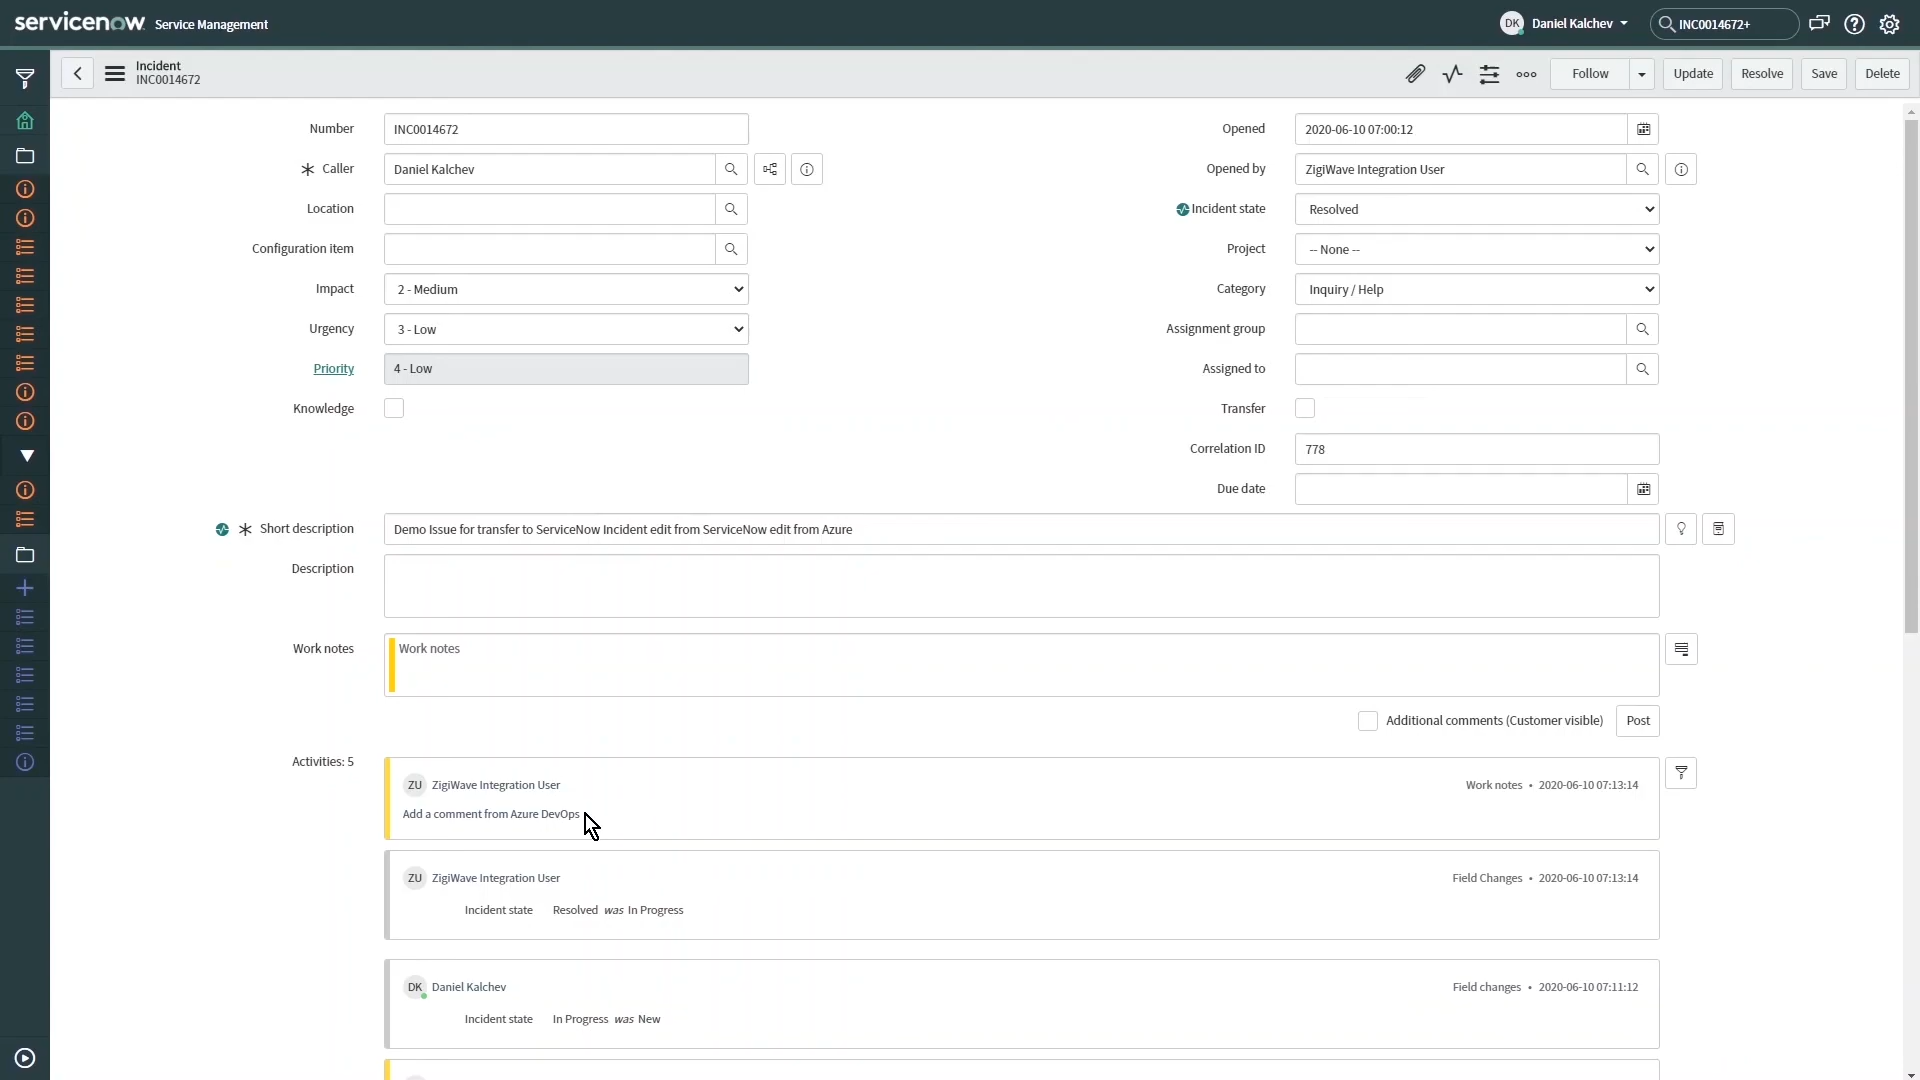 servicenow Service Management
DK Daniel Kalchev
INC0014672+
Incident
INC0014672
Follow
Update
Resolve
Save
Delete
Number INC0014672
Opened 2020-06-10 07:00:12
Caller Daniel Kalchev
Opened by ZigiWave Integration User
Location
Incident state Resolved
Configuration item
Project -- None --
Impact 2 - Medium
Category Inquiry / Help
Urgency 3 - Low
Assignment group
Priority 4 - Low
Assigned to
Knowledge
Transfer
Correlation ID 778
Due date
Short description Demo Issue for transfer to ServiceNow Incident edit from ServiceNow edit from Azure
Description
Work notes Work notes
Additional comments (Customer visible) Post
Activities: 5
ZU ZigiWave Integration User Work notes • 2020-06-10 07:13:14
Add a comment from Azure DevOps
ZU ZigiWave Integration User Field Changes • 2020-06-10 07:13:14
Incident state Resolved was In Progress
DK Daniel Kalchev Field changes • 2020-06-10 07:11:12
Incident state In Progress was New